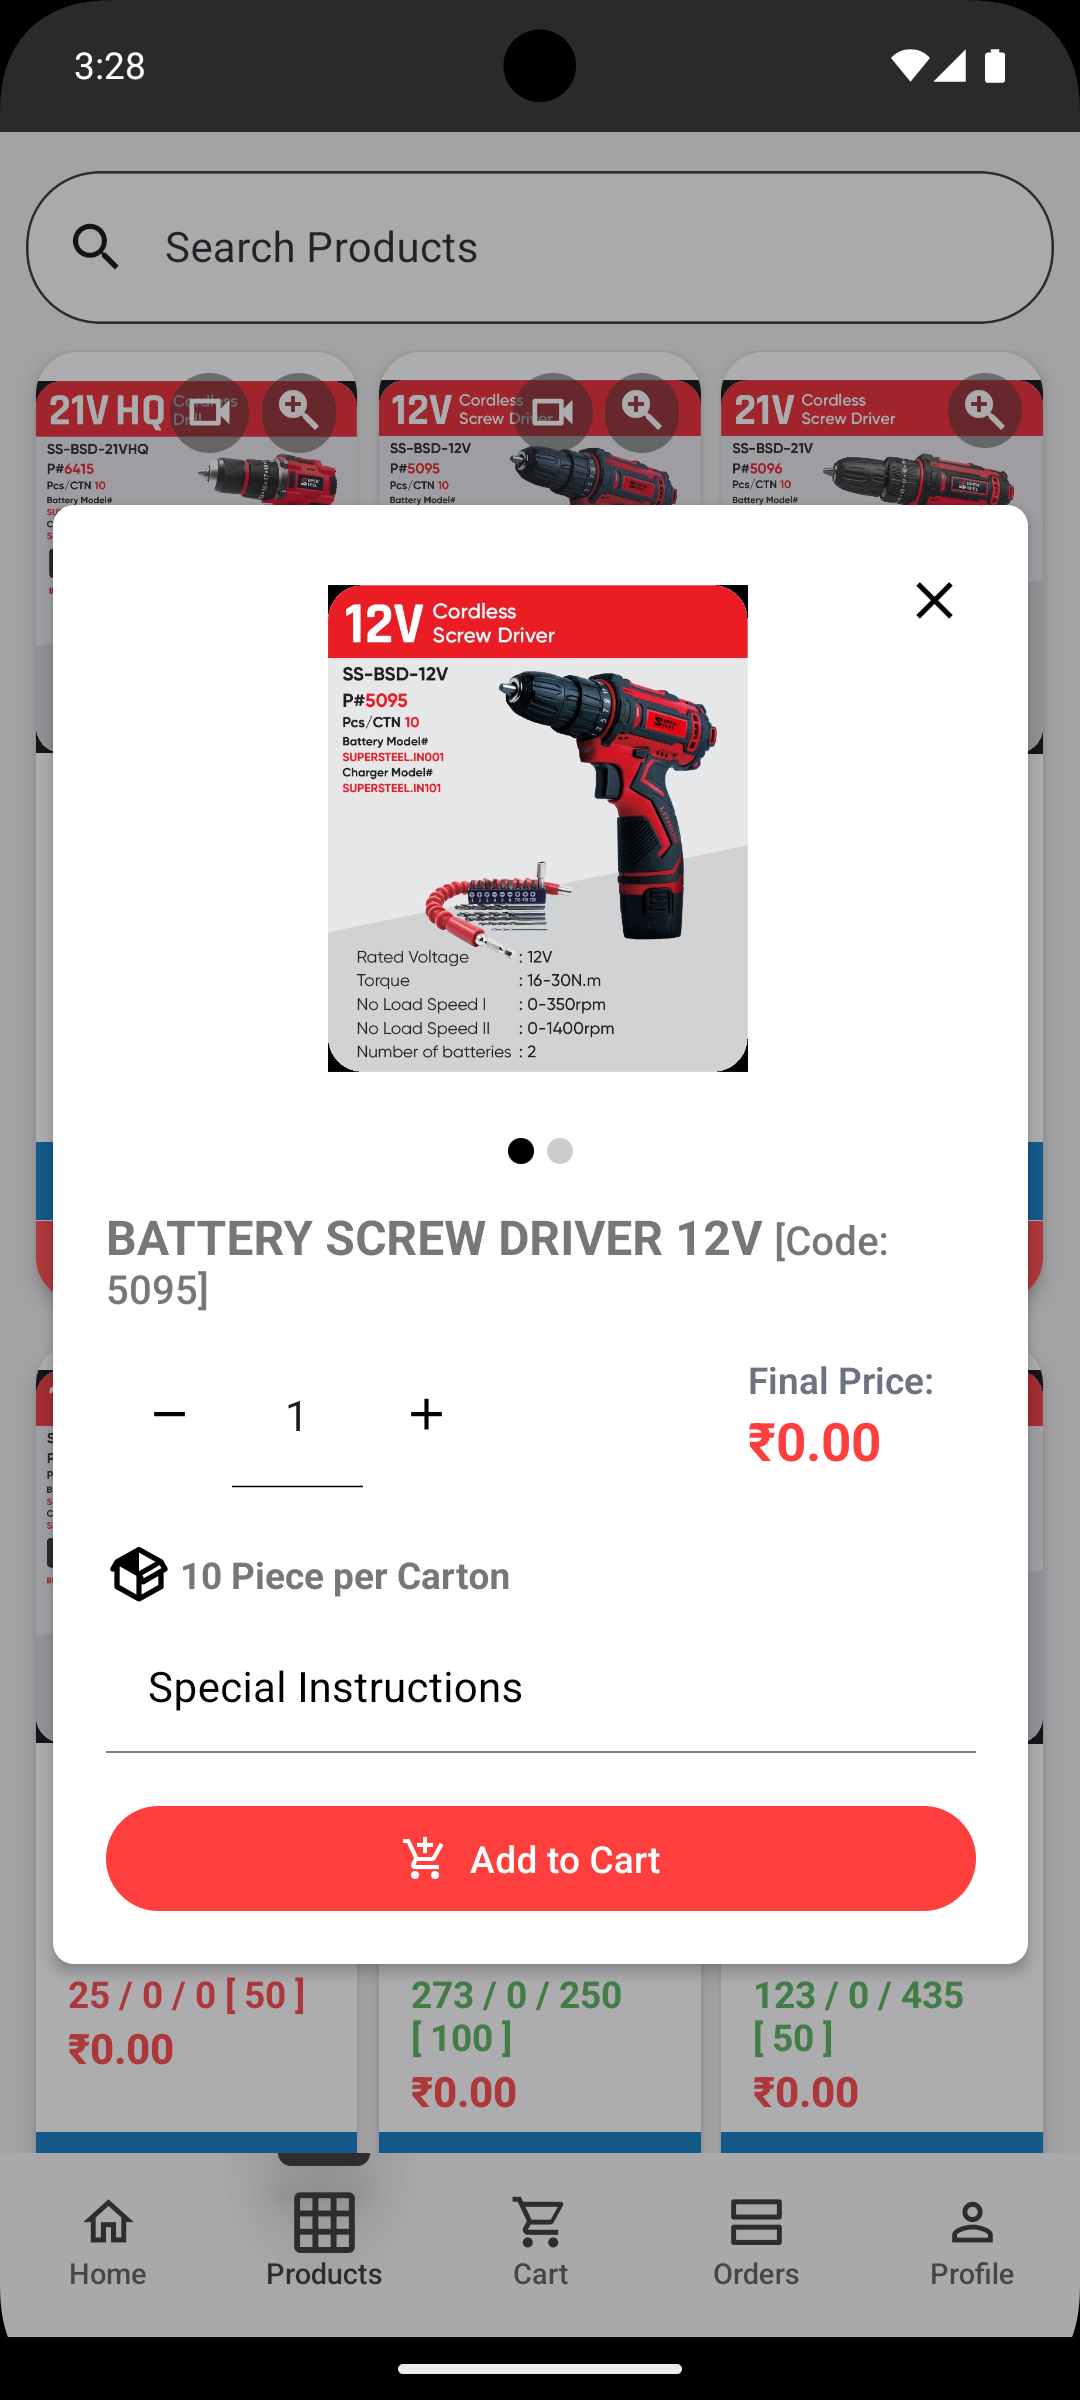 3:28
Search Products
21V HQ Cordless
Drill
SS-BSD-21VHQ
P#6415
Pcs/CTN 10
Battery Model#
12V Cordless
Screw Driver
SS-BSD-12V
P#5095
Pcs/CTN 10
Battery Model#
21V Cordless
Screw Driver
SS-BSD-21V
P#5096
Pcs/CTN 10
Battery Model#
12V Cordless
Screw Driver
SS-BSD-12V
P#5095
Pcs/CTN 10
Battery Model#
SUPERSTEEL.IN001
Charger Model#
SUPERSTEEL.IN101
Rated Voltage : 12V
Torque : 16-30N.m
No Load Speed I : 0-350rpm
No Load Speed II : 0-1400rpm
Number of batteries : 2
BATTERY SCREW DRIVER 12V [Code:
5095]
1
Final Price:
₹0.00
10 Piece per Carton
Special Instructions
Add to Cart
25 / 0 / 0 [ 50 ]
₹0.00
273 / 0 / 250
[ 100 ]
₹0.00
123 / 0 / 435
[ 50 ]
₹0.00
Home
Products
Cart
Orders
Profile